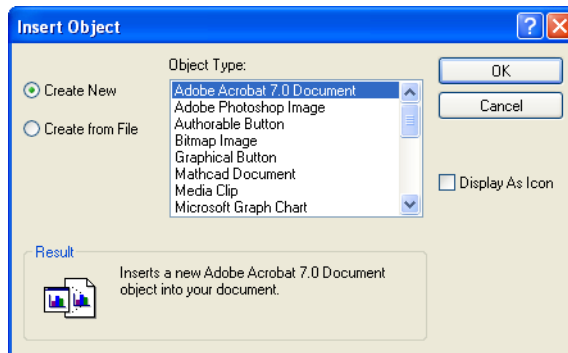 Insert Object
Object Type:
Create New
Create from File
Adobe Acrobat 7.0 Document
Adobe Photoshop Image
Authorable Button
Bitmap Image
Graphical Button
Mathcad Document
Media Clip
Microsoft Graph Chart
OK
Cancel
Display As Icon
Result
Inserts a new Adobe Acrobat 7.0 Document
object into your document.